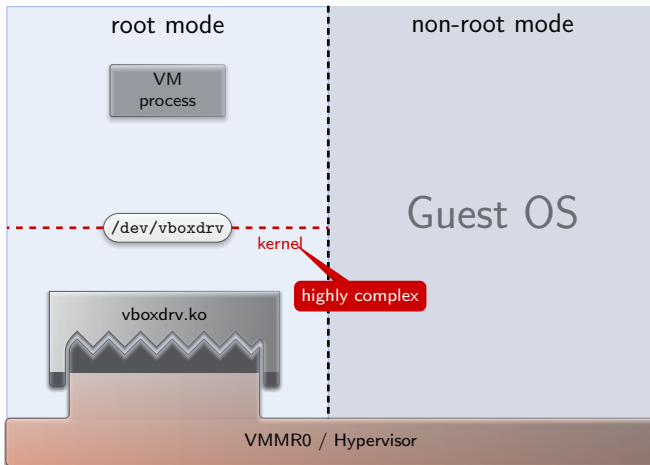 root mode
non-root mode
VM
process
Guest OS
/dev/vboxdrv
kernel
highly complex
vboxdrv.ko
VMMR0 / Hypervisor